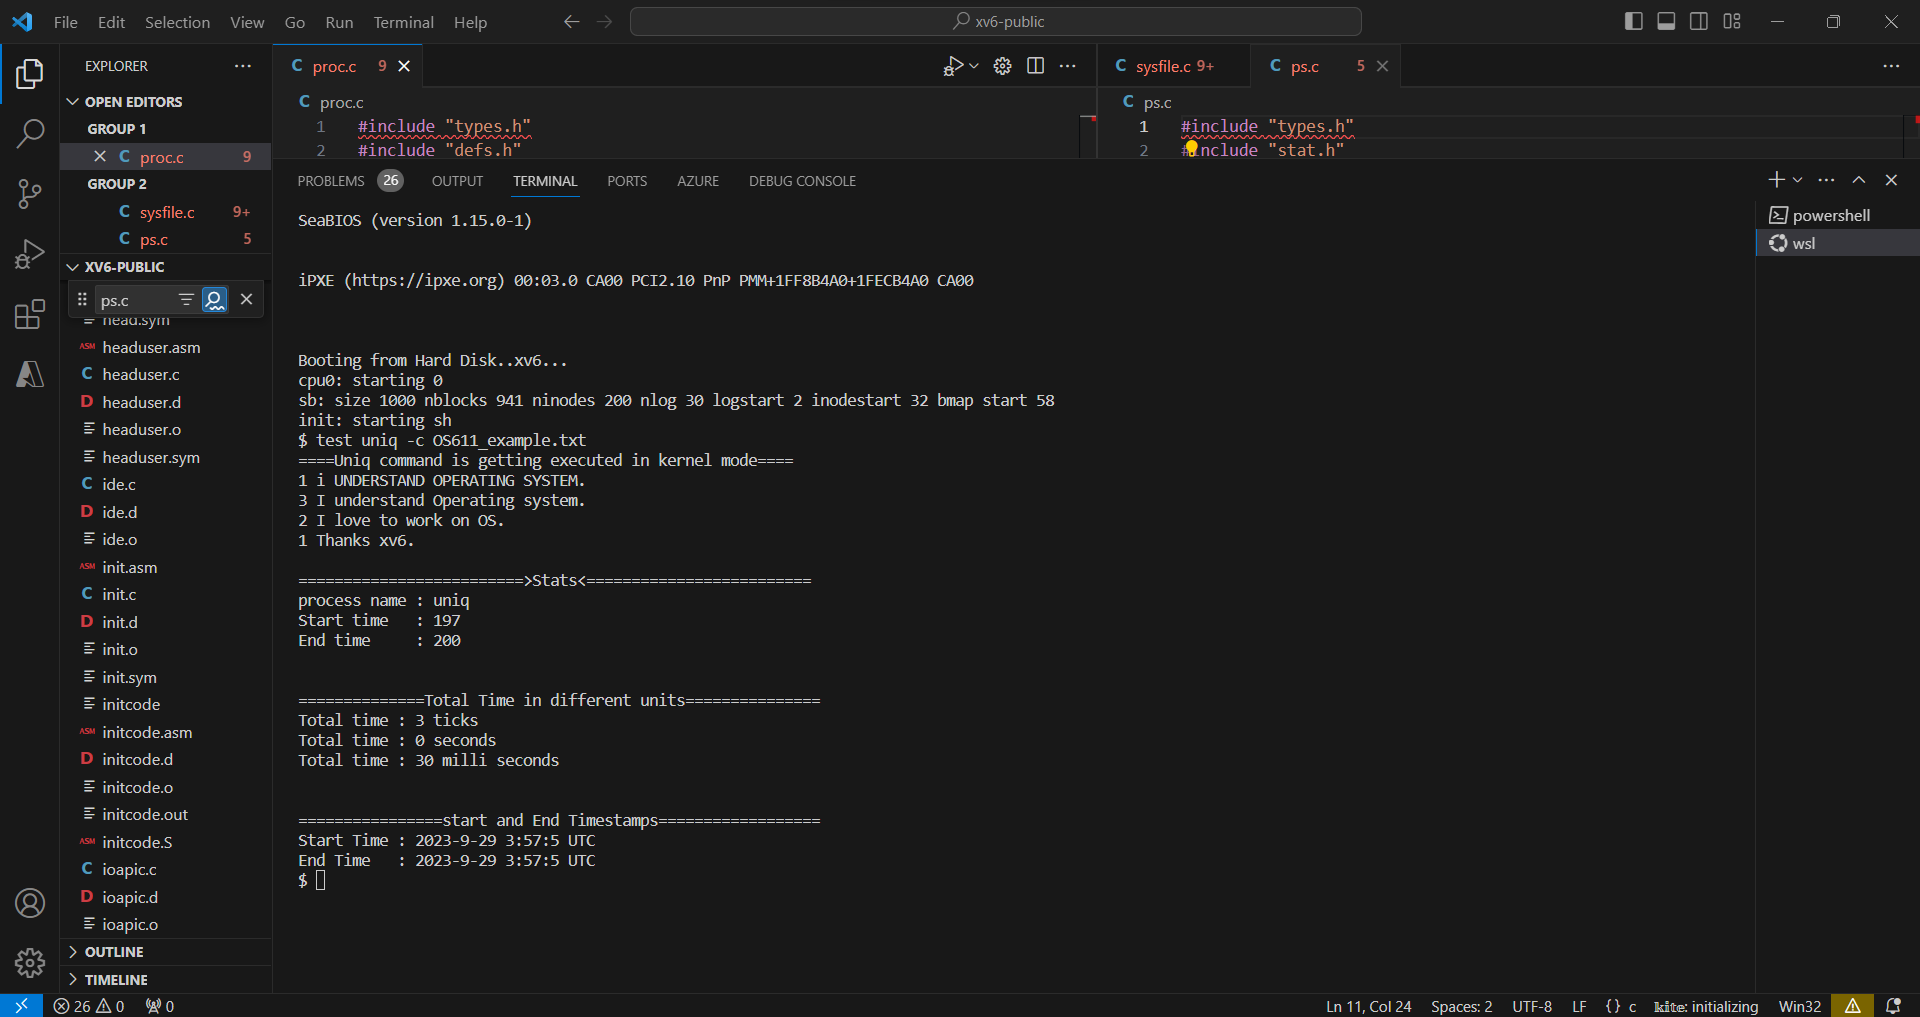 File Edit Selection View Go Run Terminal Help
xv6-public
EXPLORER
OPEN EDITORS
GROUP 1
proc.c 9
GROUP 2
sysfile.c 9+
ps.c 5
XV6-PUBLIC
ps.c
head.sym
ASM headuser.asm
C headuser.c
D headuser.d
headuser.o
headuser.sym
C ide.c
D ide.d
ide.o
ASM init.asm
C init.c
D init.d
init.o
init.sym
initcode
ASM initcode.asm
D initcode.d
initcode.o
initcode.out
ASM initcode.S
C ioapic.c
D ioapic.d
ioapic.o
OUTLINE
TIMELINE
C proc.c 9
C proc.c
1 #include "types.h"
2 #include "defs.h"
C sysfile.c 9+
C ps.c 5
C ps.c
1 #include "types.h"
2 #include "stat.h"
PROBLEMS 26 OUTPUT TERMINAL PORTS AZURE DEBUG CONSOLE
SeaBIOS (version 1.15.0-1)
iPXE (https://ipxe.org) 00:03.0 CA00 PCI2.10 PnP PMM+1FF8B4A0+1FECB4A0 CA00
Booting from Hard Disk..xv6...
cpu0: starting 0
sb: size 1000 nblocks 941 ninodes 200 nlog 30 logstart 2 inodestart 32 bmap start 58
init: starting sh
$ test uniq -c OS611_example.txt
====Uniq command is getting executed in kernel mode====
1 i UNDERSTAND OPERATING SYSTEM.
3 I understand Operating system.
2 I love to work on OS.
1 Thanks xv6.
=========================>Stats<=========================
process name : uniq
Start time   : 197
End time     : 200
==============Total Time in different units===============
Total time : 3 ticks
Total time : 0 seconds
Total time : 30 milli seconds
================start and End Timestamps==================
Start Time : 2023-9-29 3:57:5 UTC
End Time   : 2023-9-29 3:57:5 UTC
$
powershell
wsl
26 0 0
Ln 11, Col 24 Spaces: 2 UTF-8 LF {} c kite: initializing Win32